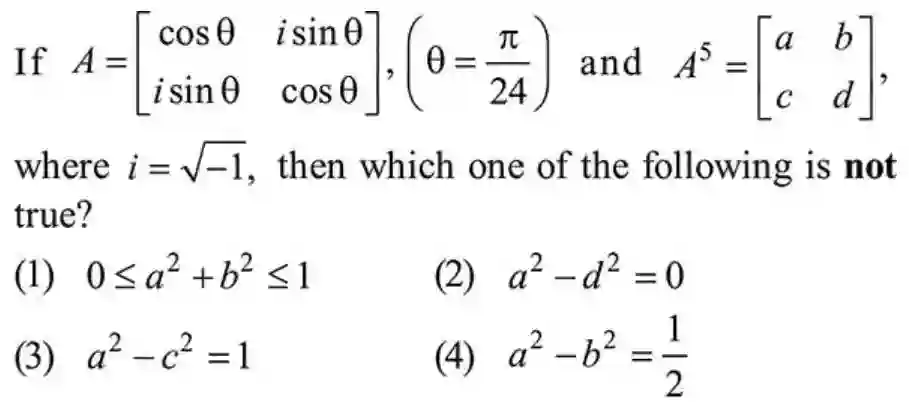 If A = [cos θ  i sin θ; i sin θ  cos θ], (θ = π/24) and A⁵ = [a  b; c  d],
where i = √−1, then which one of the following is not
true?
(1) 0 ≤ a² + b² ≤ 1 (2) a² − d² = 0
(3) a² − c² = 1 (4) a² − b² = 1/2